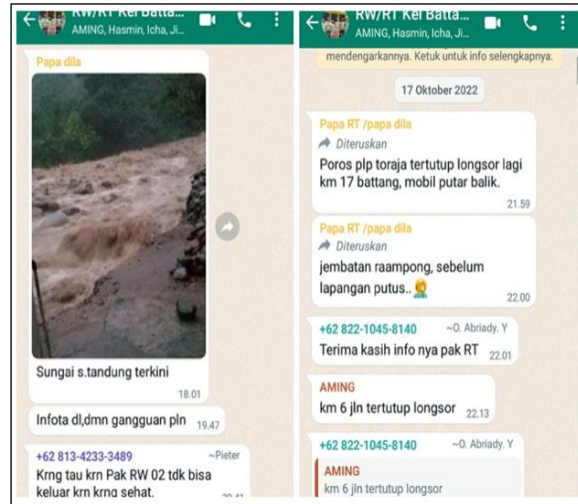 RW/RT Kel Batta...
AMING, Hasmin, Icha, Ji...
Papa dila
Sungai s.tandung terkini
18.01
Infota dl,dmn gangguan pln 19.47
+62 813-4233-3489 ~Pieter
Krng tau krn Pak RW 02 tdk bisa
keluar krn krng sehat.
RW/RT Kel Batta...
AMING, Hasmin, Icha, Ji...
mendengarkannya. Ketuk untuk info selengkapnya.
17 Oktober 2022
Papa RT /papa dila
Diteruskan
Poros plp toraja tertutup longsor lagi
km 17 battang, mobil putar balik.
21.59
Papa RT /papa dila
Diteruskan
jembatan raampong, sebelum
lapangan putus..
22.00
+62 822-1045-8140 ~O. Abriady. Y
Terima kasih info nya pak RT 22.01
AMING
km 6 jln tertutup longsor 22.13
+62 822-1045-8140 ~O. Abriady. Y
AMING
km 6 jln tertutup longsor